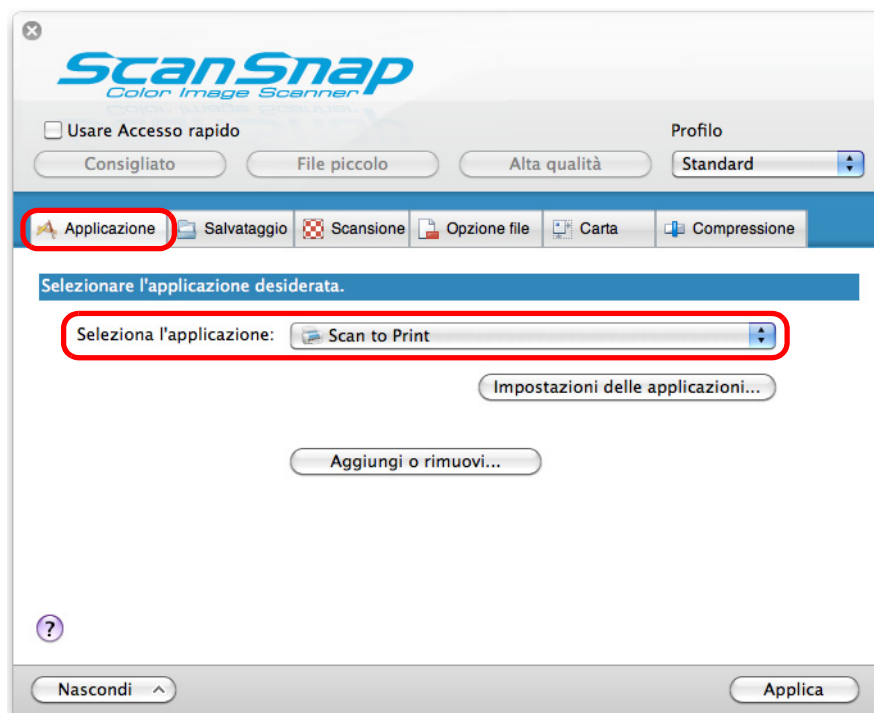 ScanSnap
Color Image Scanner
Usare Accesso rapido
Profilo
Consigliato File piccolo Alta qualità Standard
Applicazione Salvataggio Scansione Opzione file Carta Compressione
Selezionare l'applicazione desiderata.
Seleziona l'applicazione: Scan to Print
Impostazioni delle applicazioni...
Aggiungi o rimuovi...
?
Nascondi Applica